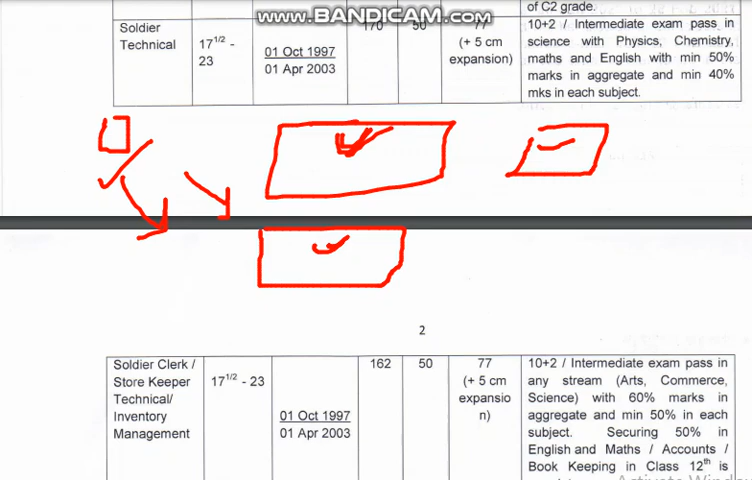 www.BANDICAM.com
of C2 grade.
Soldier Technical
17 1/2 - 23
01 Oct 1997
01 Apr 2003
170
50
77
(+ 5 cm
expansion)
10+2 / Intermediate exam pass in
science with Physics, Chemistry,
maths and English with min 50%
marks in aggregate and min 40%
mks in each subject.
2
Soldier Clerk /
Store Keeper
Technical/
Inventory
Management
17 1/2 - 23
01 Oct 1997
01 Apr 2003
162
50
77
(+ 5 cm
expansio
n)
10+2 / Intermediate exam pass in
any stream (Arts, Commerce,
Science) with 60% marks in
aggregate and min 50% in each
subject. Securing 50% in
English and Maths / Accounts /
Book Keeping in Class 12th is